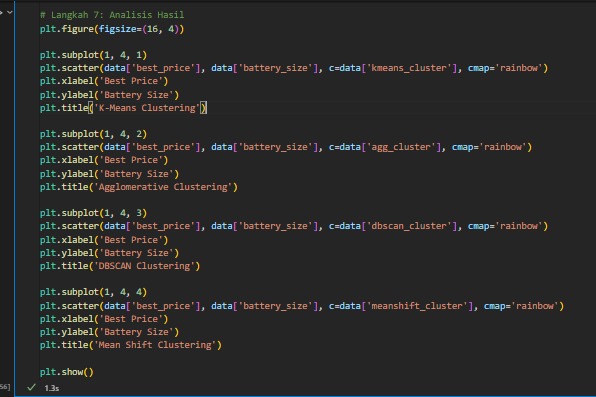 # Langkah 7: Analisis Hasil
plt.figure(figsize=(16, 4))
plt.subplot(1, 4, 1)
plt.scatter(data['best_price'], data['battery_size'], c=data['kmeans_cluster'], cmap='rainbow')
plt.xlabel('Best Price')
plt.ylabel('Battery Size')
plt.title('K-Means Clustering')
plt.subplot(1, 4, 2)
plt.scatter(data['best_price'], data['battery_size'], c=data['agg_cluster'], cmap='rainbow')
plt.xlabel('Best Price')
plt.ylabel('Battery Size')
plt.title('Agglomerative Clustering')
plt.subplot(1, 4, 3)
plt.scatter(data['best_price'], data['battery_size'], c=data['dbscan_cluster'], cmap='rainbow')
plt.xlabel('Best Price')
plt.ylabel('Battery Size')
plt.title('DBSCAN Clustering')
plt.subplot(1, 4, 4)
plt.scatter(data['best_price'], data['battery_size'], c=data['meanshift_cluster'], cmap='rainbow')
plt.xlabel('Best Price')
plt.ylabel('Battery Size')
plt.title('Mean Shift Clustering')
plt.show()
56] ✓ 1.3s